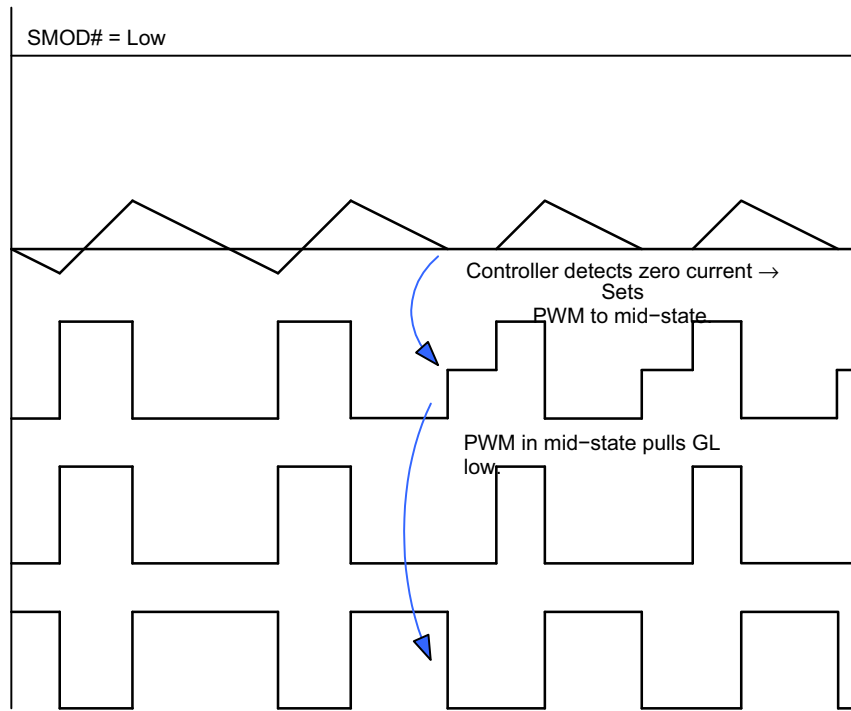 SMOD# = Low
Controller detects zero current →
Sets
PWM to mid−state.
PWM in mid−state pulls GL
low.